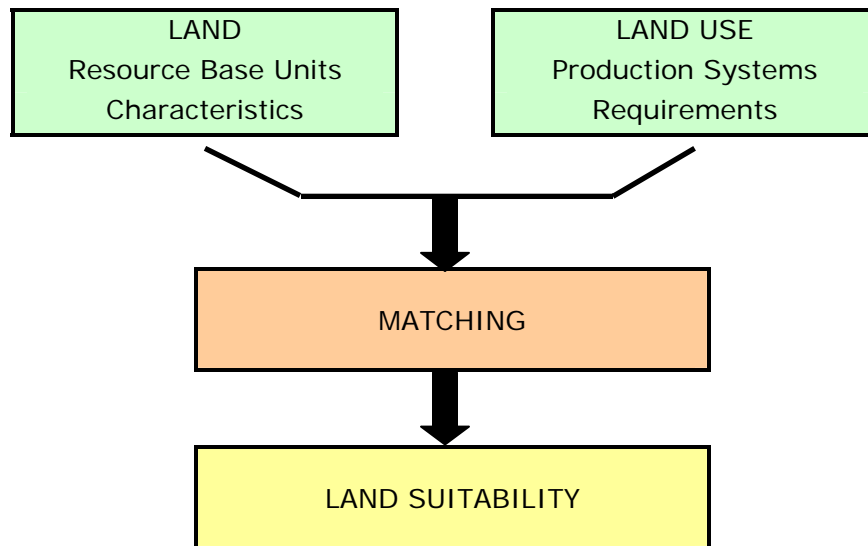 LAND
Resource Base Units
Characteristics
LAND USE
Production Systems
Requirements
MATCHING
LAND SUITABILITY